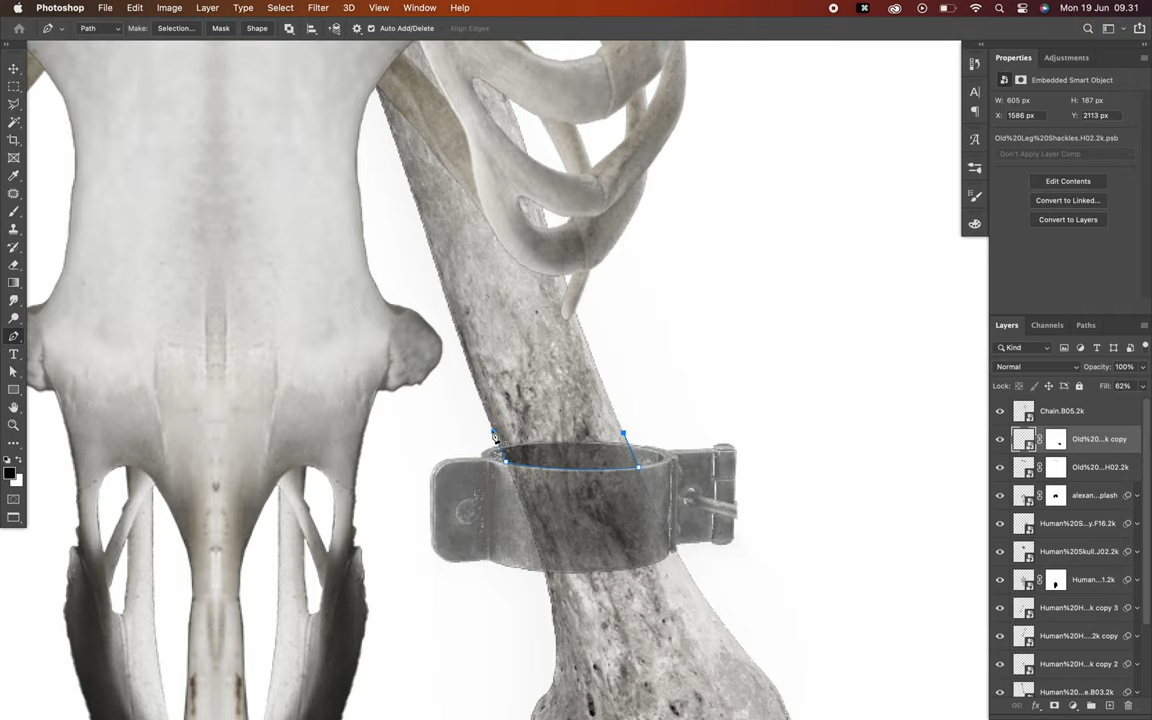 Photoshop File Edit Image Layer Type Select Filter 3D View Window Help Mon 19 Jun 09.31
Path Make: Selection... Mask Shape Auto Add/Delete Align Edges
Properties Adjustments
Embedded Smart Object
W: 605 px H: 187 px
X: 1586 px Y: 2113 px
Old%20Leg%20Shackles.H02.2k.psb
Don't Apply Layer Comp
Edit Contents
Convert to Linked...
Convert to Layers
Layers Channels Paths
Kind
Normal Opacity: 100%
Lock: Fill: 62%
Chain.B05.2k
Old%20...k copy
Old%20...H02.2k
alexan...plash
Human%20S...y.F16.2k
Human%20Skull.J02.2k
Human...1.2k
Human%20H...k copy 3
Human%20H....2k copy
Human%20H...k copy 2
Human%20...e.B03.2k